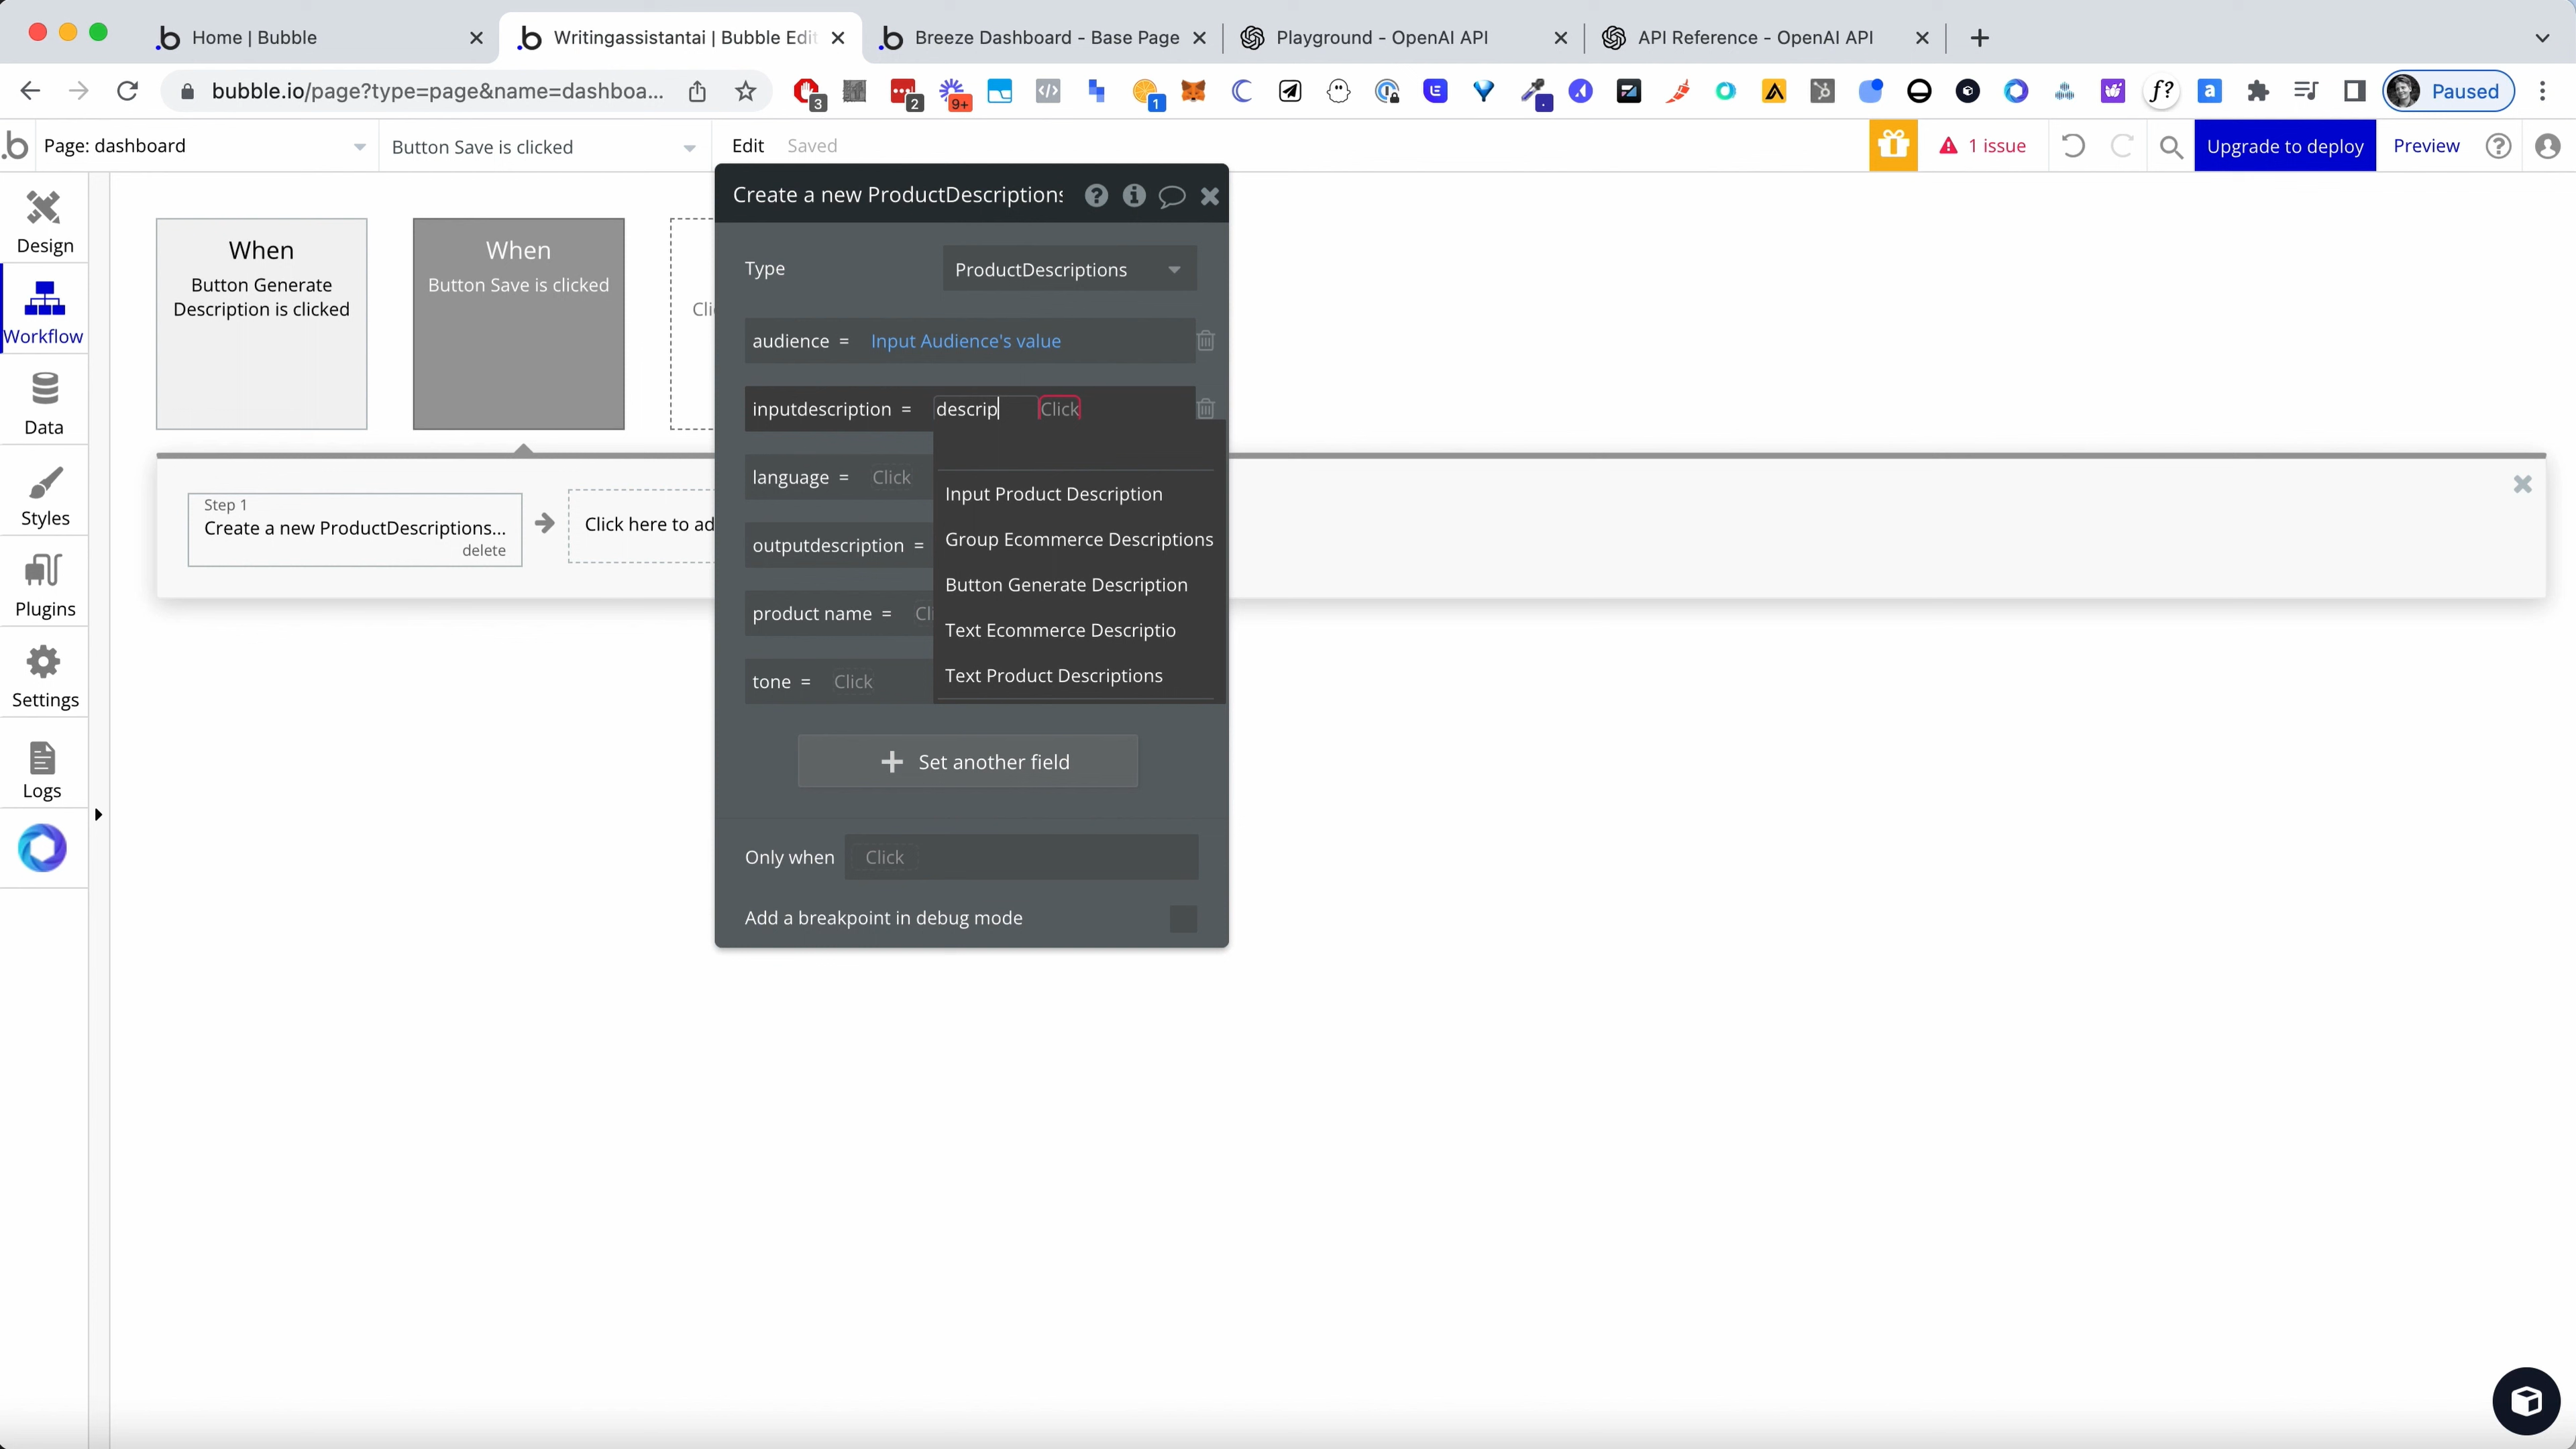 Home | Bubble
Writingassistantai | Bubble Edit
Breeze Dashboard - Base Page
Playground - OpenAI API
API Reference - OpenAI API
bubble.io/page?type=page&name=dashboa...
3
2
9+
1
f?
a
Paused
Page: dashboard
Button Save is clicked
Edit
Saved
1 issue
Upgrade to deploy
Preview
Design
Workflow
Data
Styles
Plugins
Settings
Logs
When
Button Generate
Description is clicked
When
Button Save is clicked
Step 1
Create a new ProductDescriptions...
delete
Click here to ad
Create a new ProductDescriptions
Type
ProductDescriptions
audience = Input Audience's value
inputdescription = descrip Click
language = Click
outputdescription =
product name =
tone = Click
Input Product Description
Group Ecommerce Descriptions
Button Generate Description
Text Ecommerce Descriptio
Text Product Descriptions
Set another field
Only when Click
Add a breakpoint in debug mode